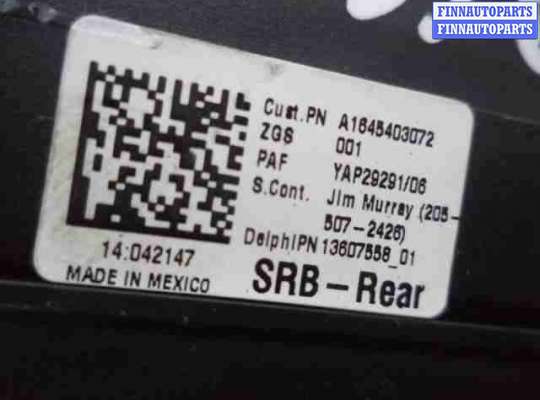 FINNAUTOPARTS
FINNAUTOPARTS
Cust.PN A1645403072
ZGS 001
PAF YAP29291/06
S.Cont. Jim Murray (205-
507-2426)
DelphiPN 13607558_01
14:042147
MADE IN MEXICO
SRB-Rear